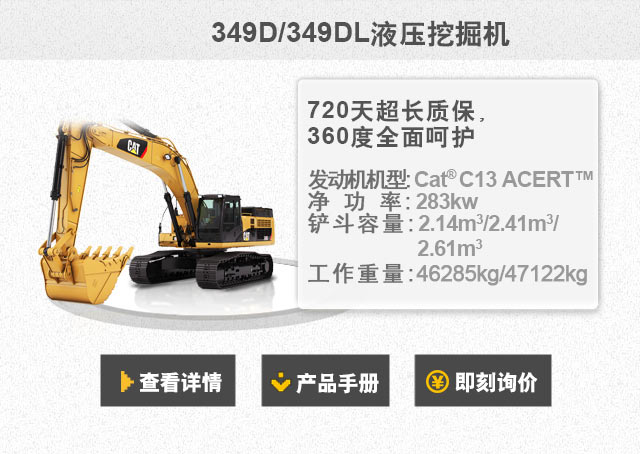 349D/349DL液压挖掘机
720天超长质保,
360度全面呵护
发动机机型: Cat® C13 ACERT™
净 功 率: 283kw
铲斗容量: 2.14m³/2.41m³/
2.61m³
工作重量: 46285kg/47122kg
CAT
CAT
查看详情
产品手册
即刻询价